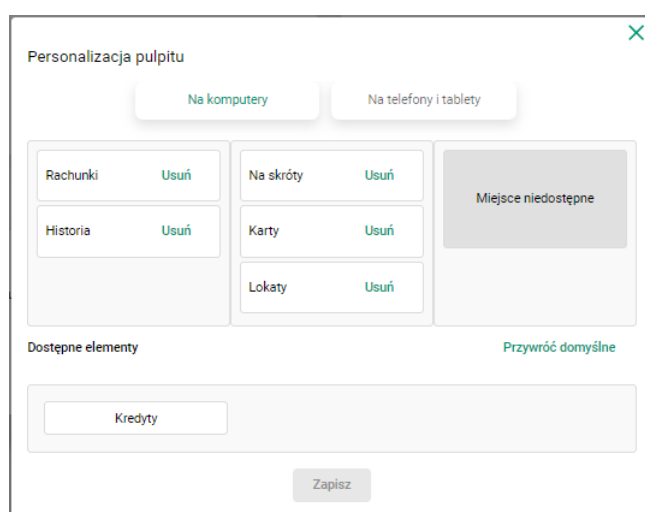 Personalizacja pulpitu
Na komputery
Na telefony i tablety
Rachunki Usuń
Historia Usuń
Na skróty Usuń
Karty Usuń
Lokaty Usuń
Miejsce niedostępne
Dostępne elementy
Przywróć domyślne
Kredyty
Zapisz